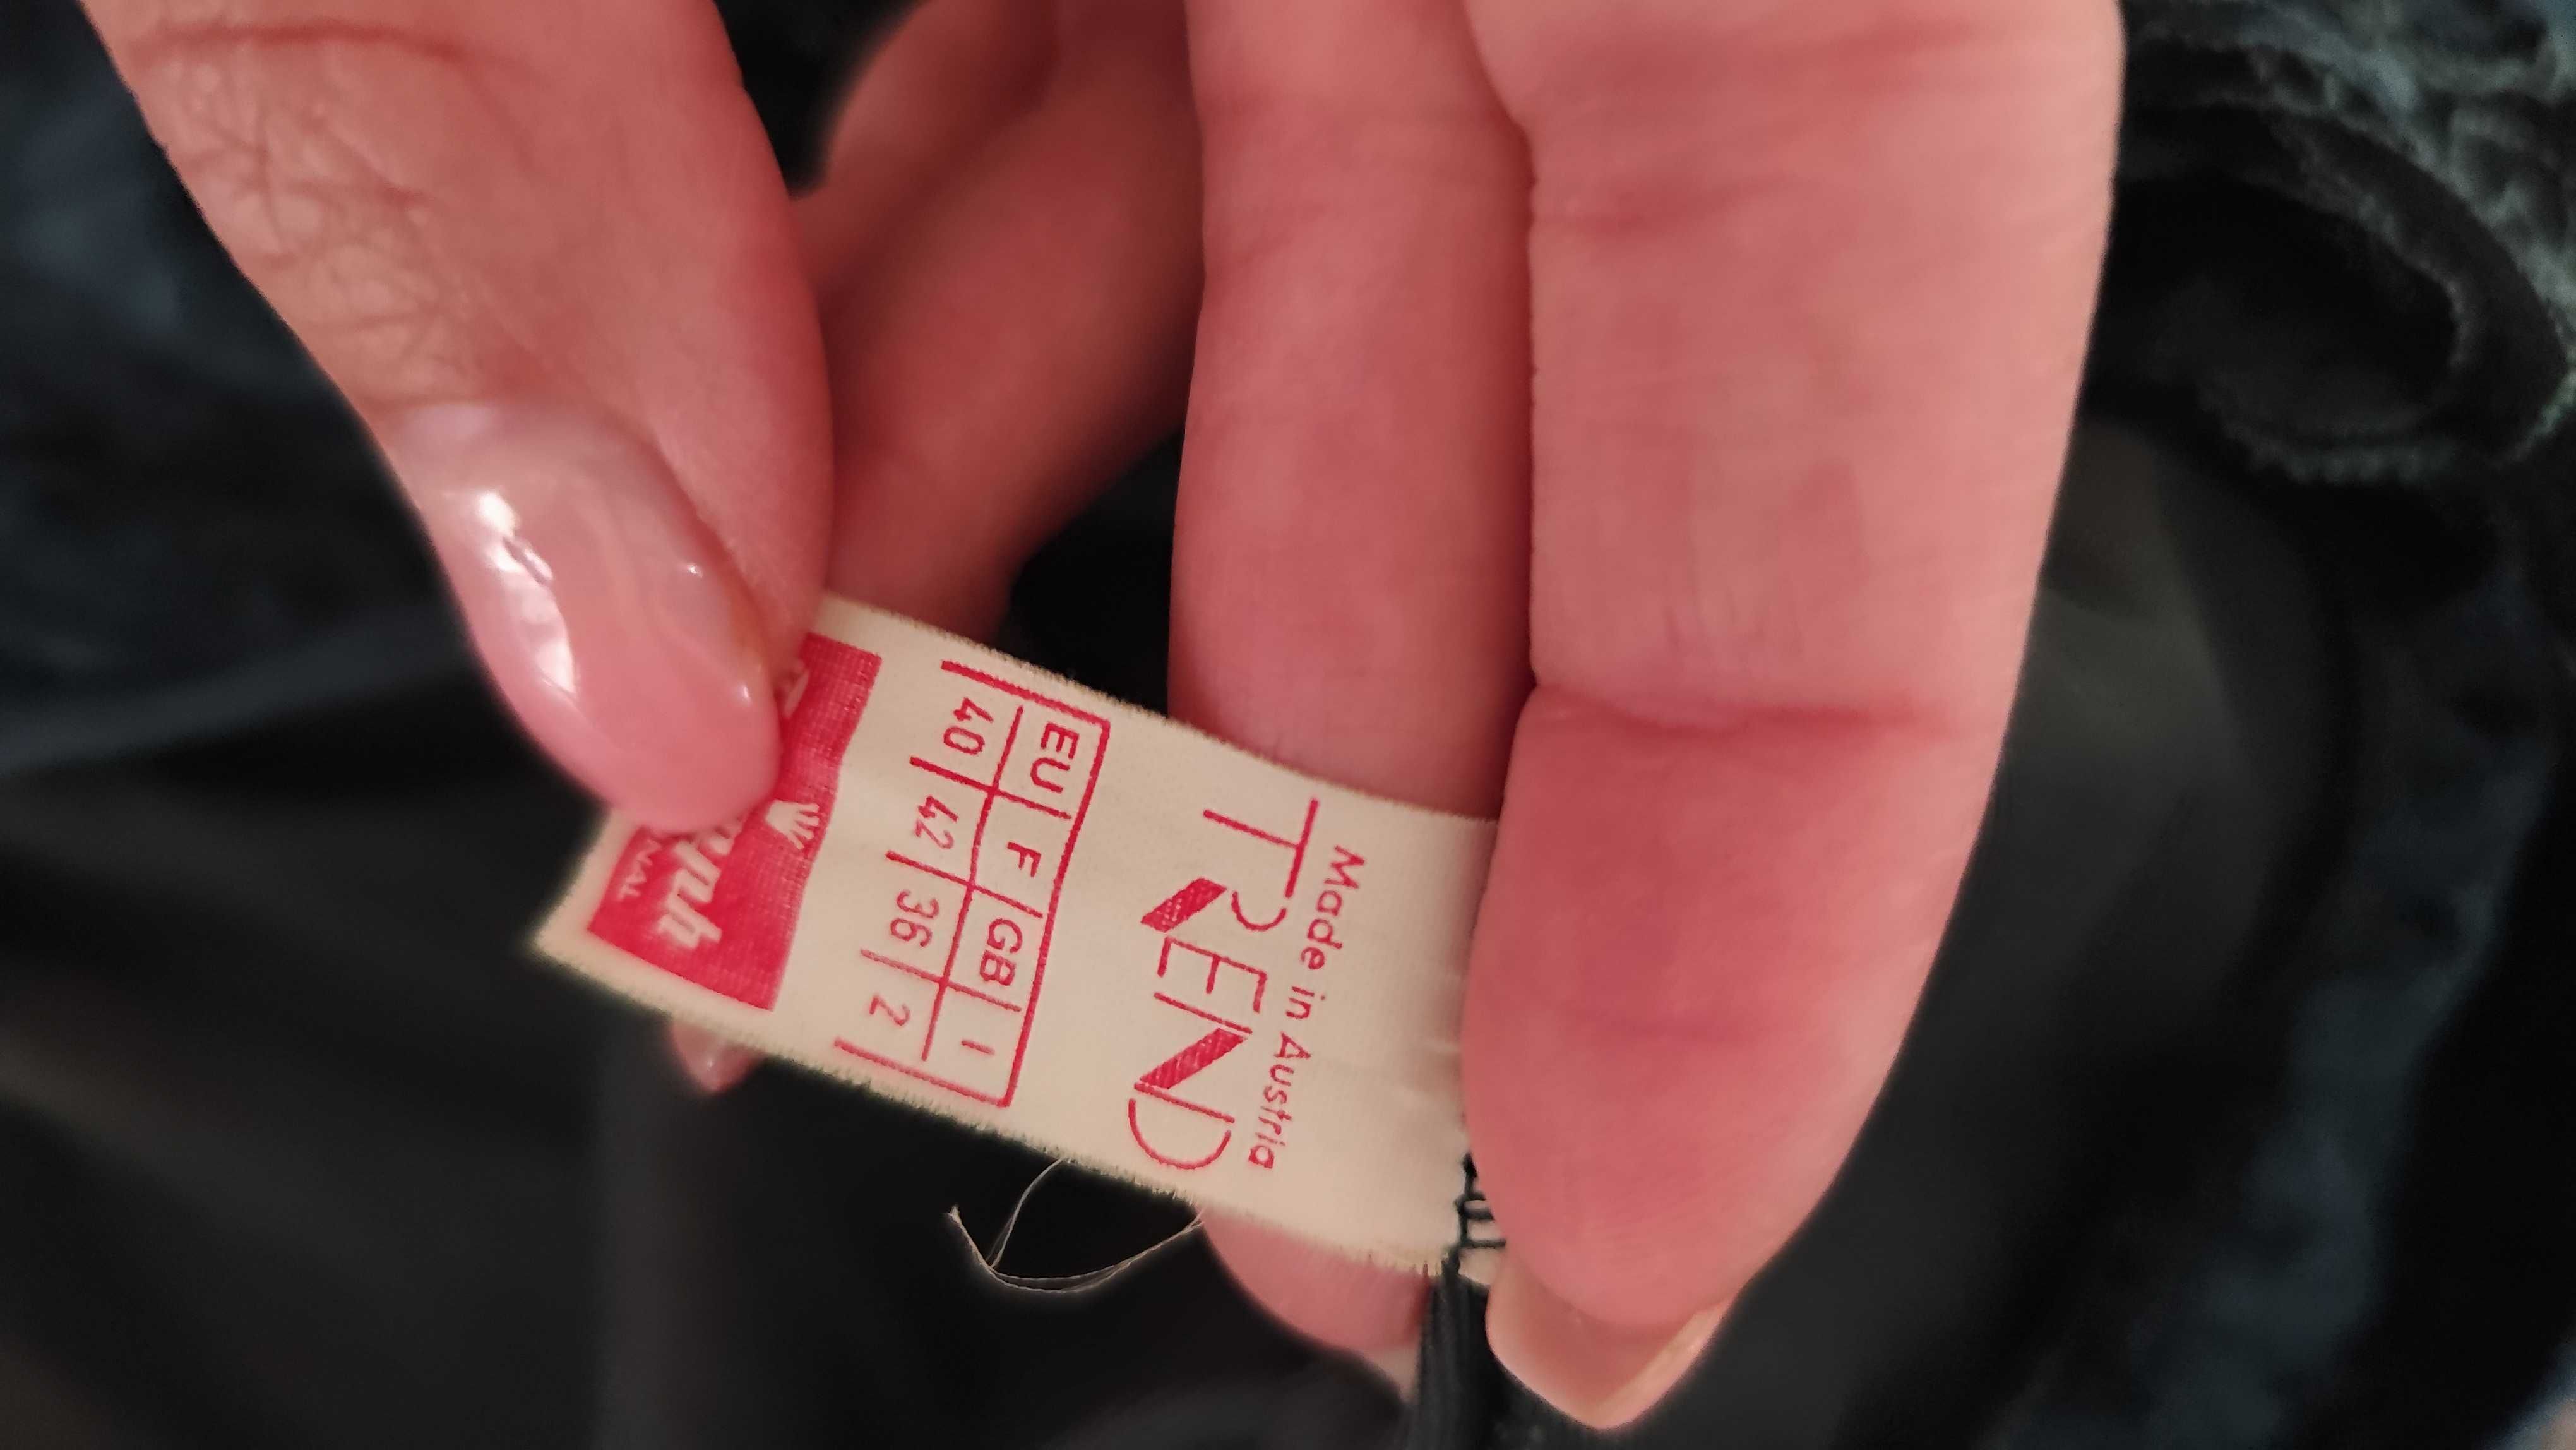 Made in Austria
TREND
EU F GB I
40 42 36 2